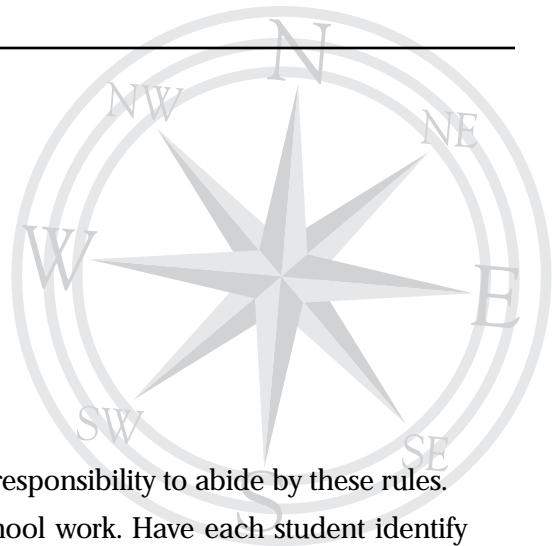 N
NW
NE
W
E
SW
SE
responsibility to abide by these rules.
S
hool work. Have each student identify